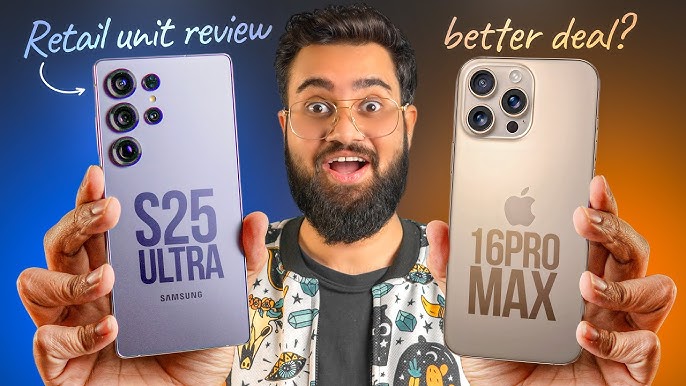 Retail unit review
better deal?
S25
ULTRA
SAMSUNG
16PRO
MAX